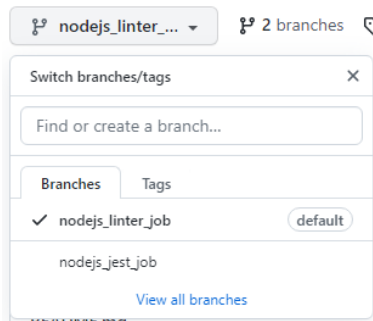 nodejs_linter_... 2 branches
Switch branches/tags
Find or create a branch...
Branches Tags
nodejs_linter_job default
nodejs_jest_job
View all branches